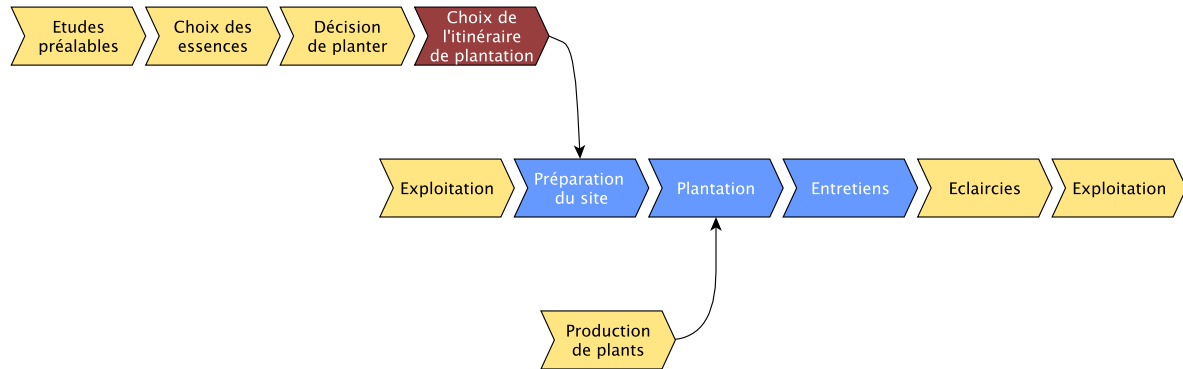 Etudes
préalables
Choix des
essences
Décision
de planter
Choix de
l'itinéraire
de plantation
Exploitation
Préparation
du site
Plantation
Entretiens
Eclaircies
Exploitation
Production
de plants